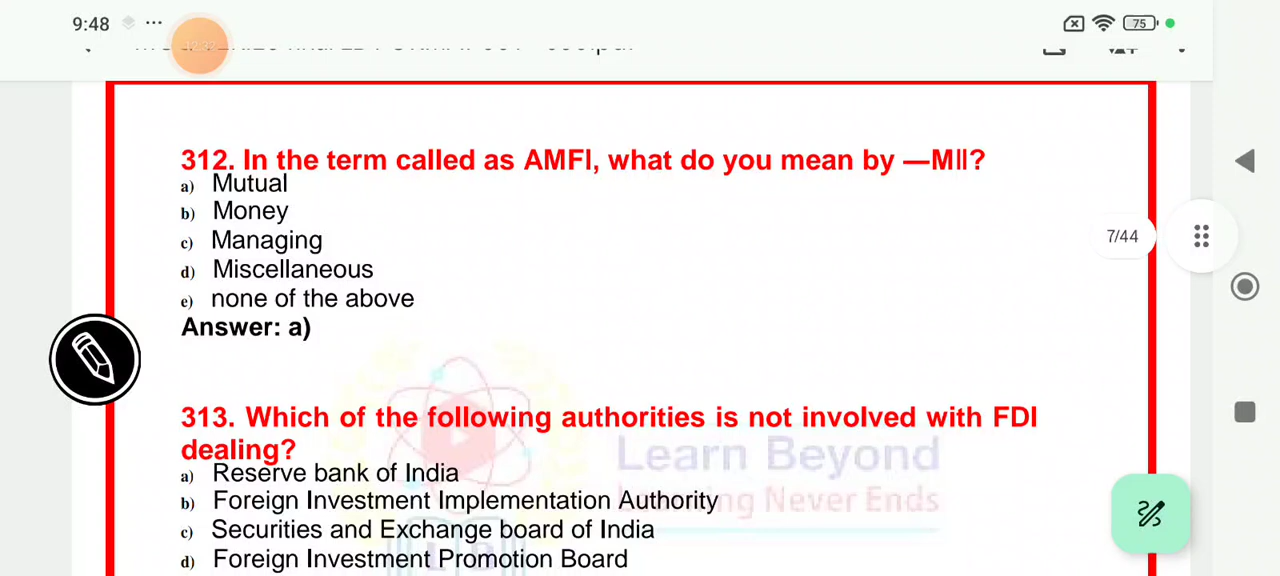 9:48
75
312. In the term called as AMFI, what do you mean by ―M‖?
a) Mutual
b) Money
c) Managing
d) Miscellaneous
e) none of the above
Answer: a)
7/44
313. Which of the following authorities is not involved with FDI
dealing?
a) Reserve bank of India
b) Foreign Investment Implementation Authority
c) Securities and Exchange board of India
d) Foreign Investment Promotion Board
Learn Beyond
Learning Never Ends